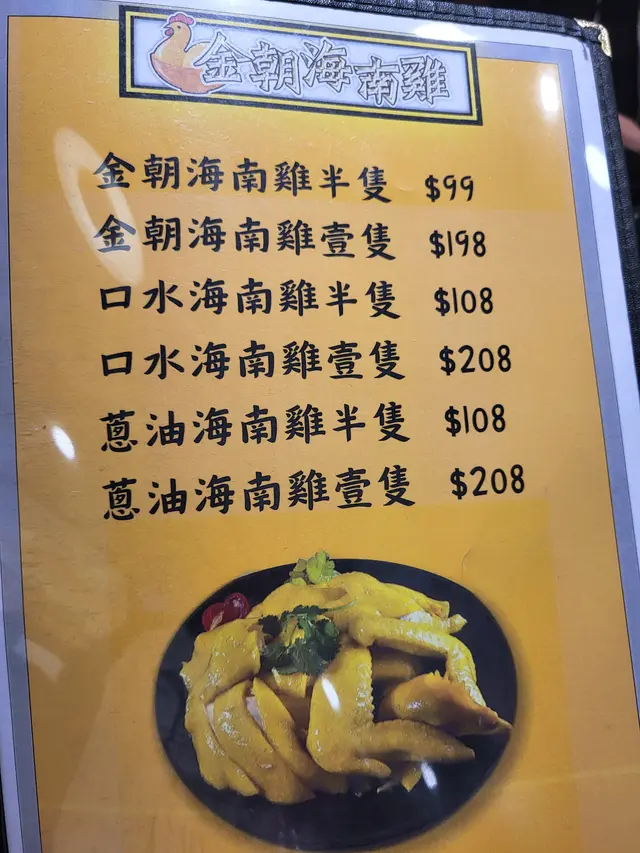 金朝海南雞
金朝海南雞半隻 $99
金朝海南雞壹隻 $198
口水海南雞半隻 $108
口水海南雞壹隻 $208
蔥油海南雞半隻 $108
蔥油海南雞壹隻 $208